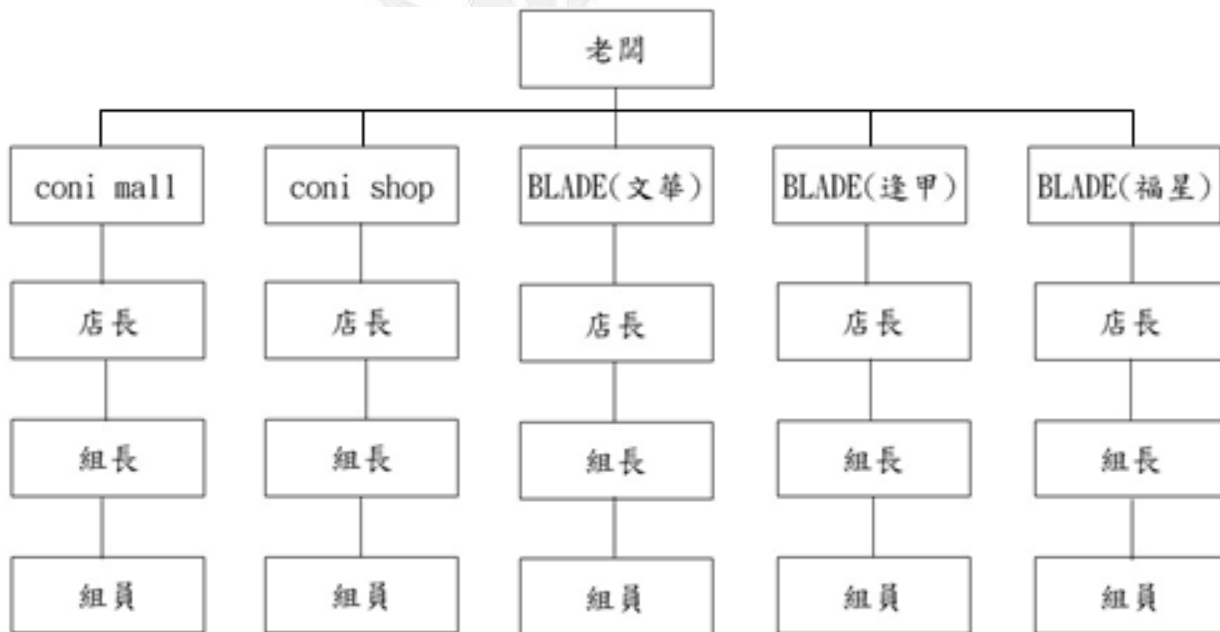 老闆
coni mall
coni shop
BLADE(文華)
BLADE(逢甲)
BLADE(福星)
店長
店長
店長
店長
店長
組長
組長
組長
組長
組長
組員
組員
組員
組員
組員